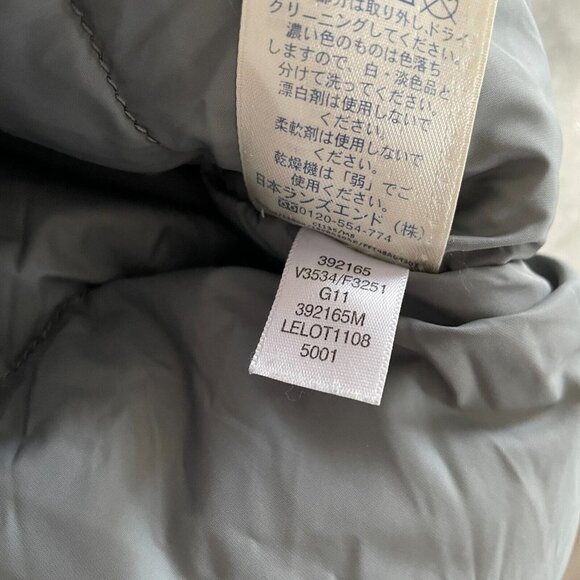 部分は取り外しドライ
クリーニングしてください。
濃い色のものは色落ち
しますので、白・淡色品と
分けて洗ってください。
漂白剤は使用しないで
ください。
柔軟剤は使用しないで
ください。
乾燥機は「弱」でご
使用ください。
日本ランズエンド(株)
0120-554-774
392165
V3534/F3251
G11
392165M
LELOT1108
5001